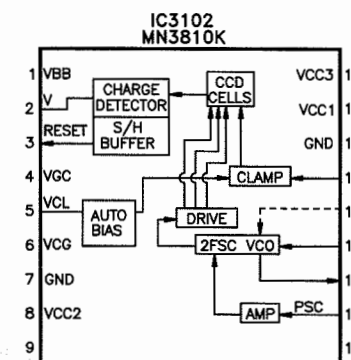 IC3102
MN3810K
1 VBB
VCC3 1
V
2
CHARGE
DETECTOR
S/H
BUFFER
CCD
CELLS
VCC1 1
RESET
3
GND 1
4 VGC
CLAMP 1
5 VCL
AUTO
BIAS
DRIVE
1
6 VCG
2FSC VCO 1
7 GND
1
8 VCC2
AMP PSC 1
9
1